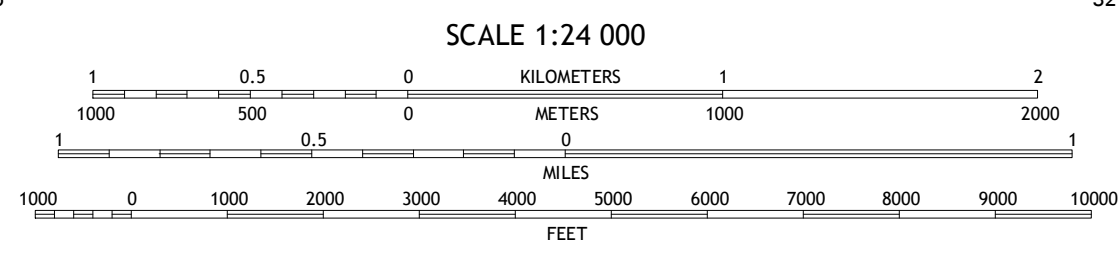 SCALE 1:24 000
1 0.5 0 KILOMETERS 1 2
1000 500 0 METERS 1000 2000
1 0.5 0 1
MILES
1000 0 1000 2000 3000 4000 5000 6000 7000 8000 9000 10000
FEET